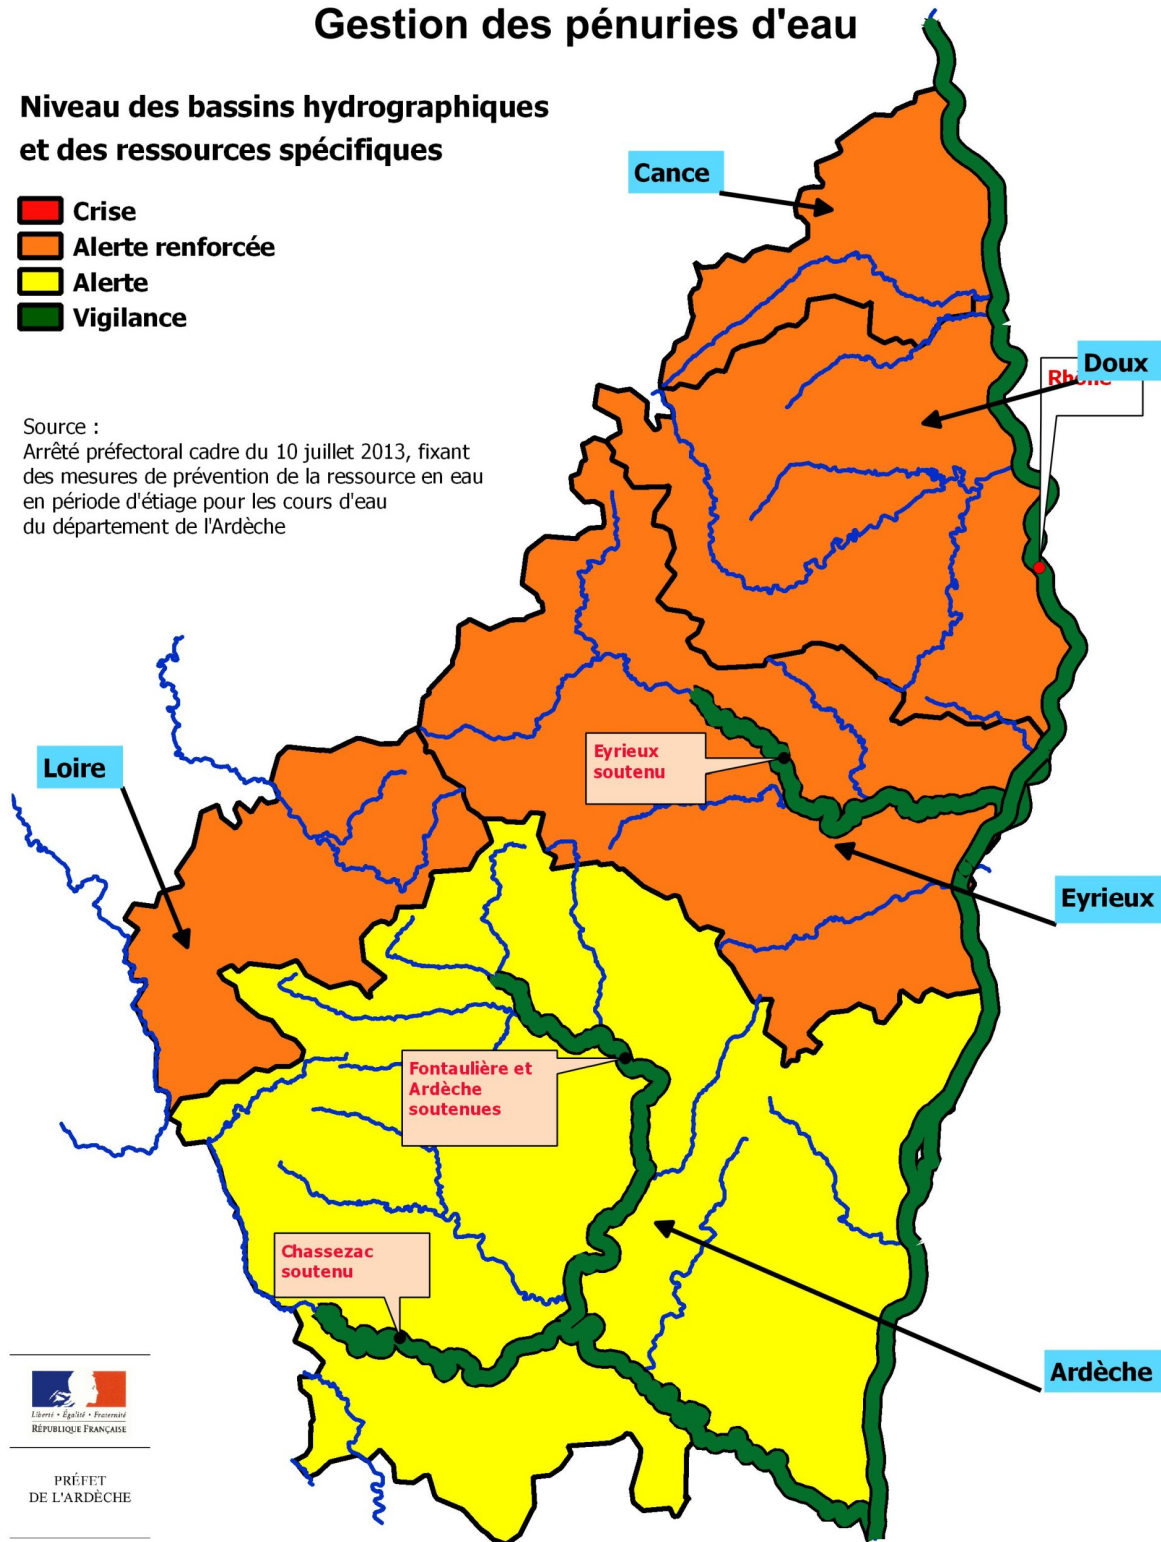 Gestion des pénuries d'eau
Niveau des bassins hydrographiques
et des ressources spécifiques
Crise
Alerte renforcée
Alerte
Vigilance
Source :
Arrêté préfectoral cadre du 10 juillet 2013, fixant
des mesures de prévention de la ressource en eau
en période d'étiage pour les cours d'eau
du département de l'Ardèche
Cance
Doux
Rhône
Loire
Eyrieux
soutenu
Eyrieux
Fontaulière et
Ardèche
soutenues
Chassezac
soutenu
Ardèche
Liberté • Égalité • Fraternité
RÉPUBLIQUE FRANÇAISE
PRÉFET
DE L'ARDÈCHE